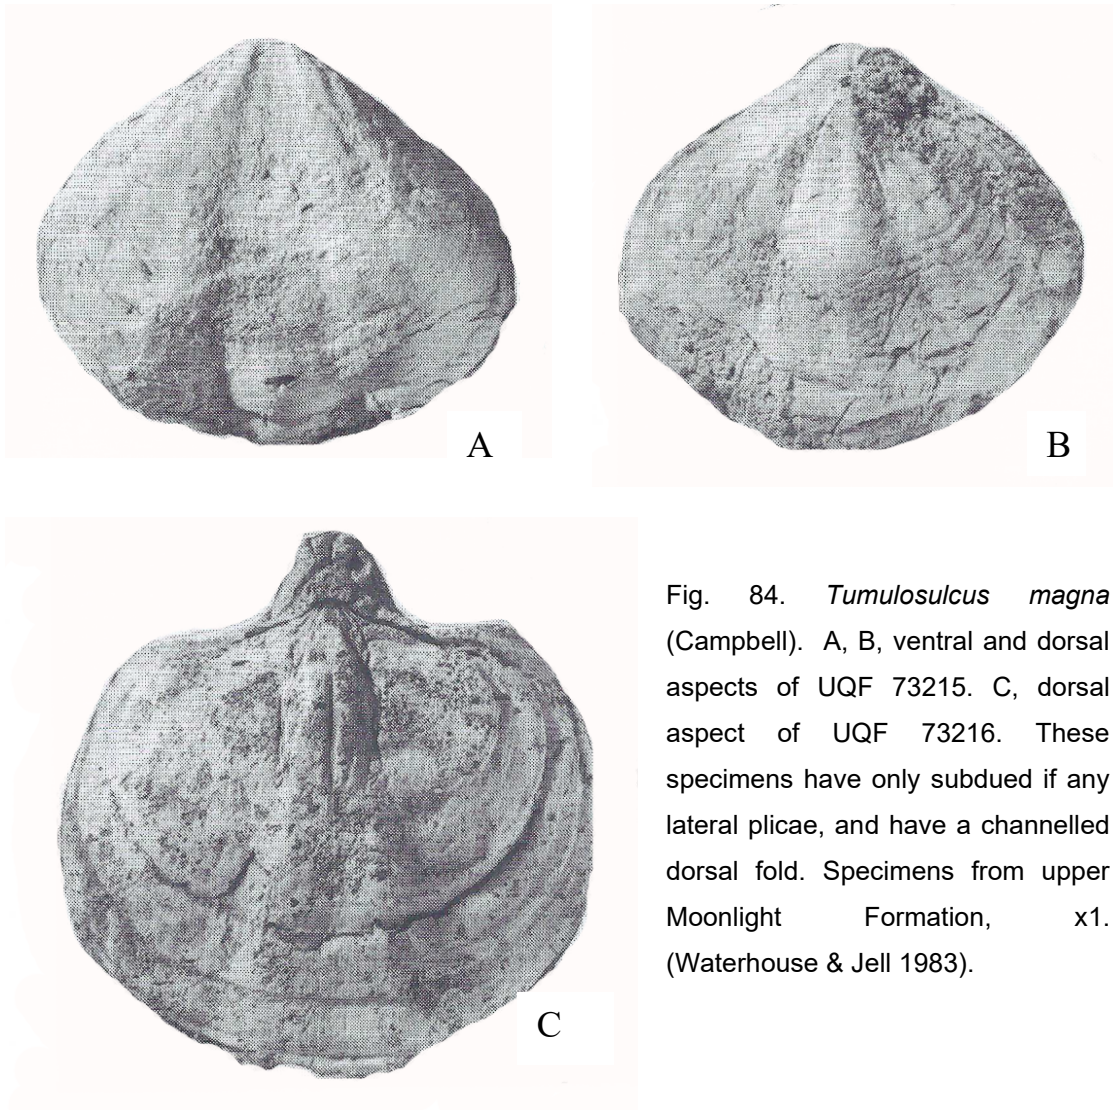 A
B
C
Fig. 84. Tumulosulcus magna
(Campbell). A, B, ventral and dorsal
aspects of UQF 73215. C, dorsal
aspect of UQF 73216. These
specimens have only subdued if any
lateral plicae, and have a channelled
dorsal fold. Specimens from upper
Moonlight Formation, x1.
(Waterhouse & Jell 1983).